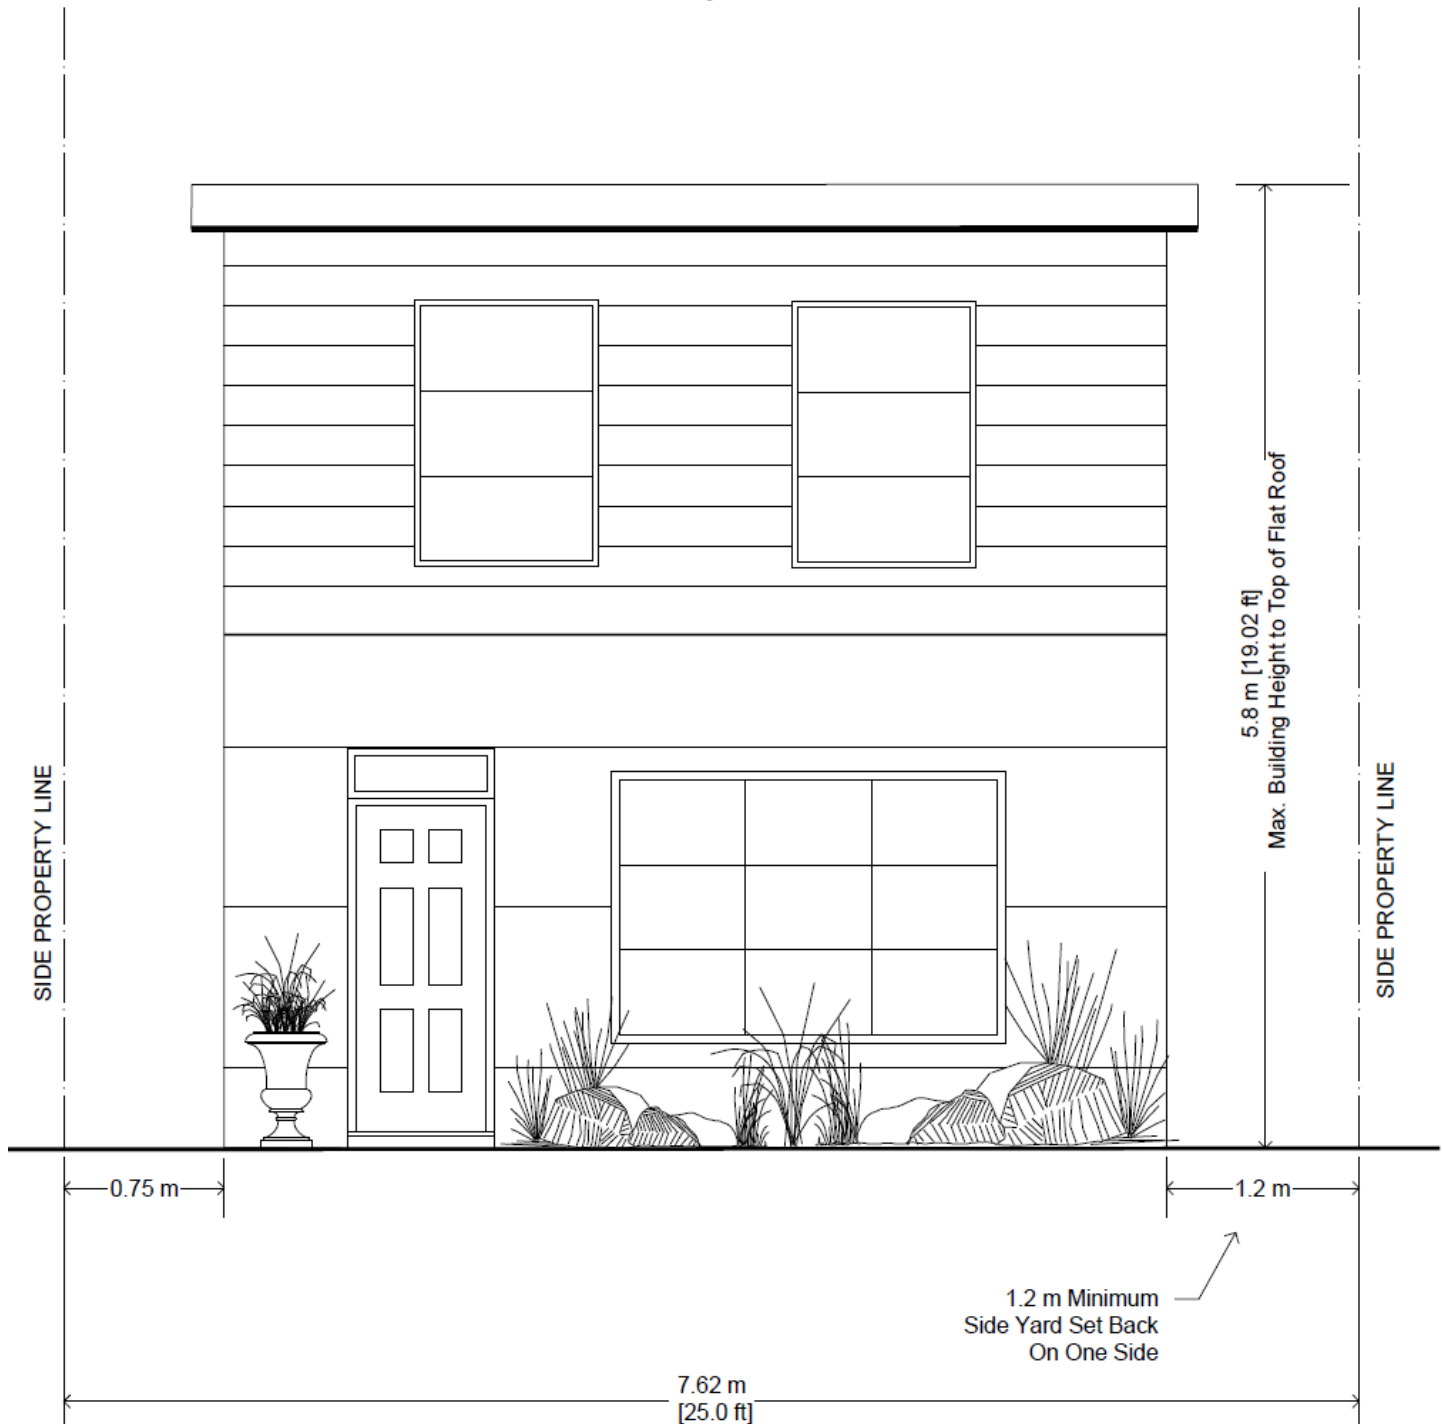 5.8 m [19.02 ft]
Max. Building Height to Top of Flat Roof
SIDE PROPERTY LINE
SIDE PROPERTY LINE
0.75 m
1.2 m
1.2 m Minimum
Side Yard Set Back
On One Side
7.62 m
[25.0 ft]